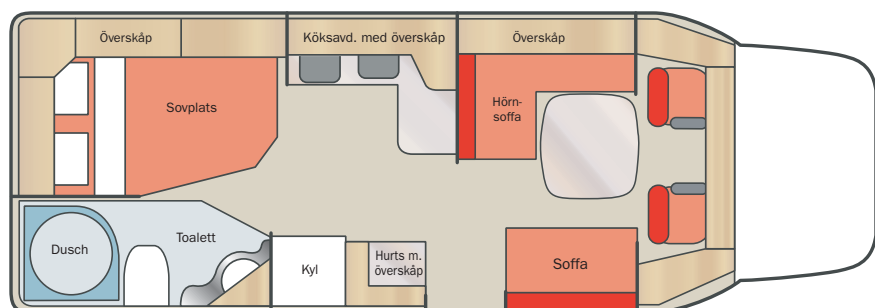 Överskåp
Köksavd. med överskåp
Överskåp
Sovplats
Hörn-
soffa
Dusch
Toalett
Kyl
Hurts m.
överskåp
Soffa